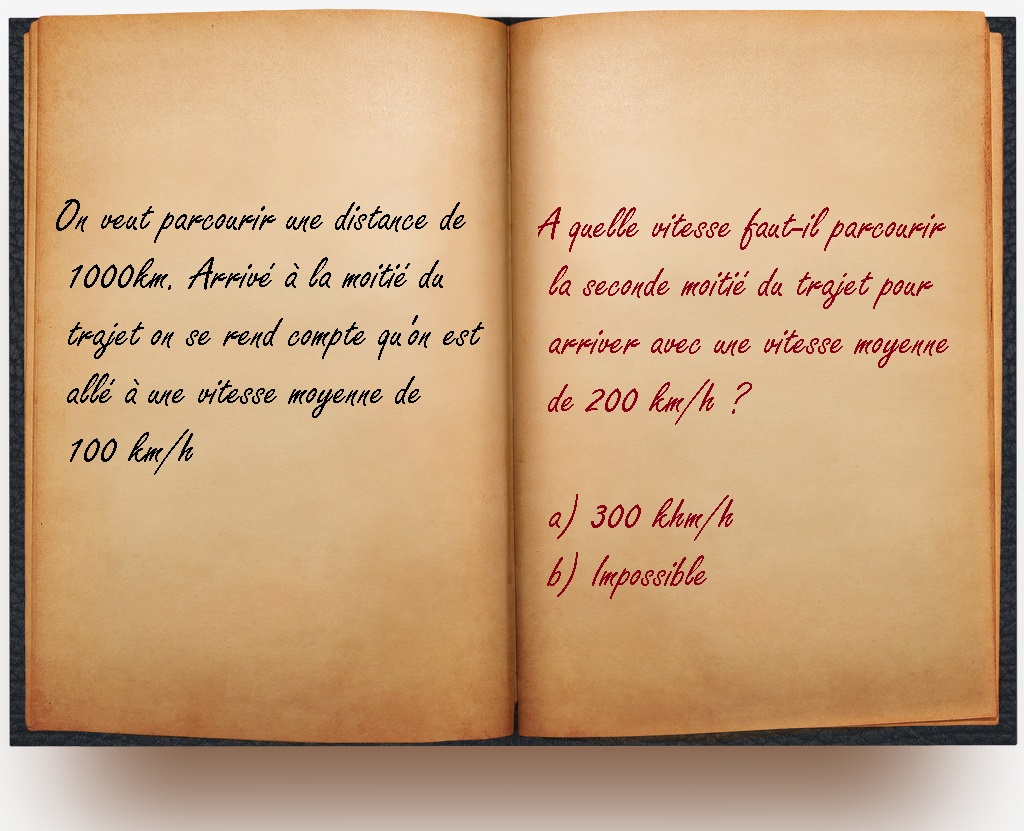 On veut parcourir une distance de
1000km. Arrivé à la moitié du
trajet on se rend compte qu'on est
allé à une vitesse moyenne de
100 km/h
A quelle vitesse faut-il parcourir
la seconde moitié du trajet pour
arriver avec une vitesse moyenne
de 200 km/h ?
a) 300 khm/h
b) Impossible